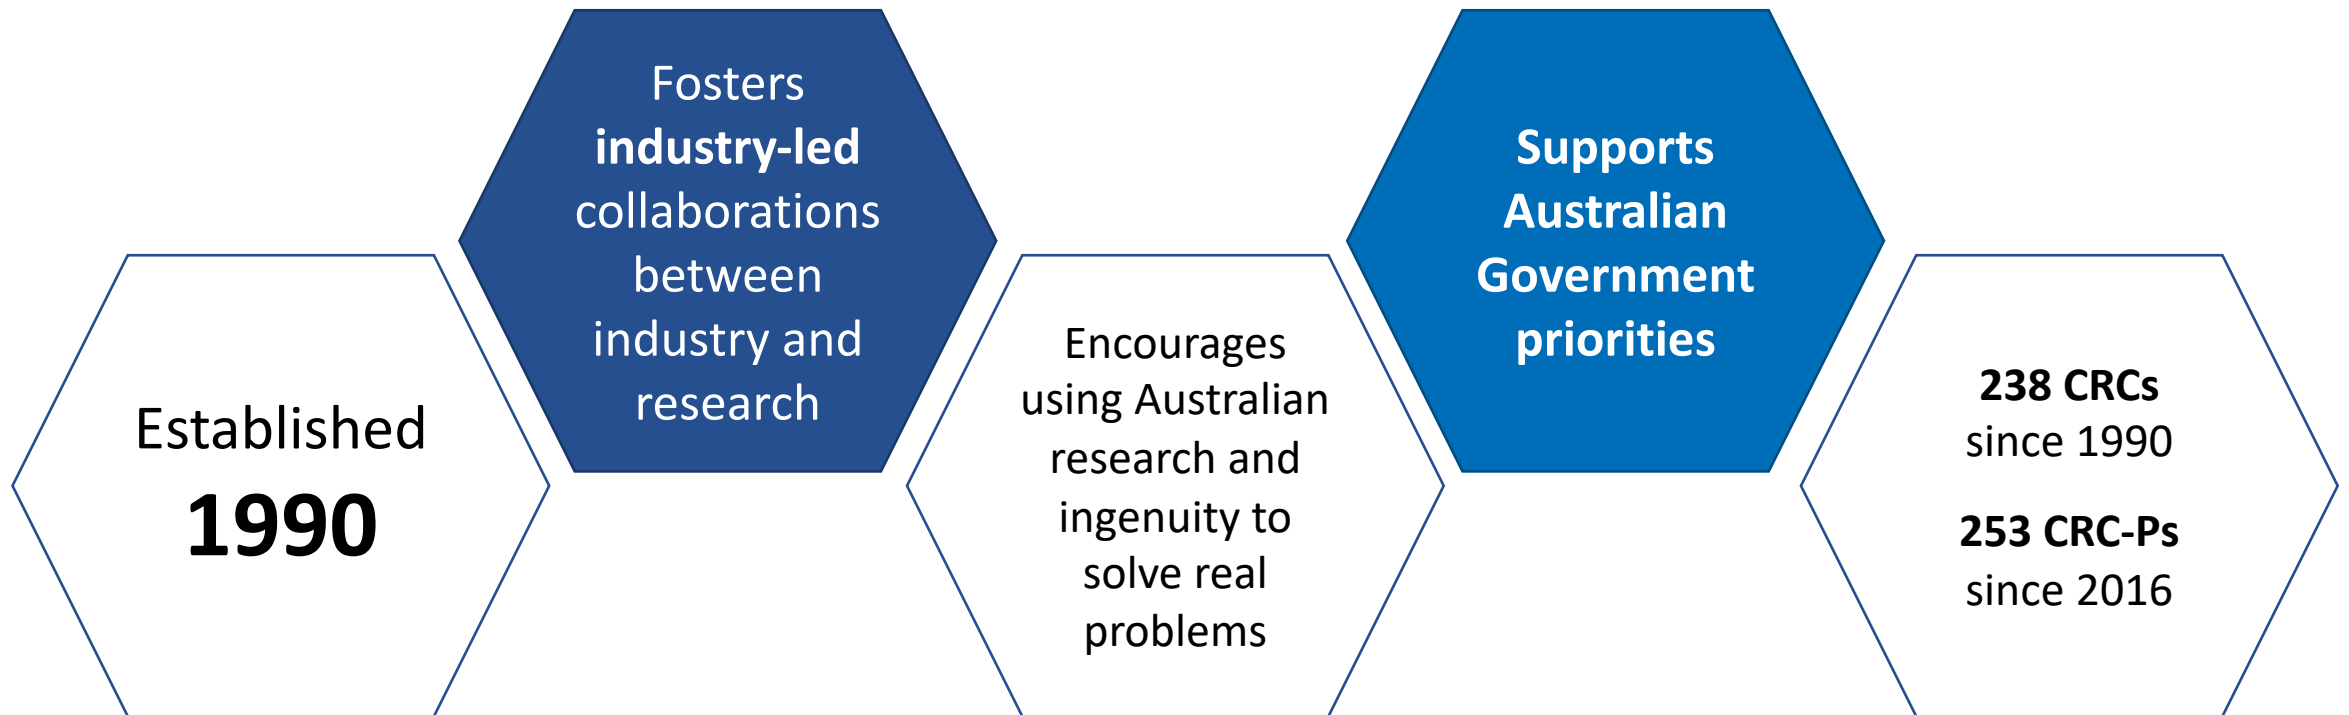 Established
1990
Fosters
industry-led
collaborations
between
industry and
research
Encourages
using Australian
research and
ingenuity to
solve real
problems
Supports
Australian
Government
priorities
238 CRCs
since 1990
253 CRC-Ps
since 2016